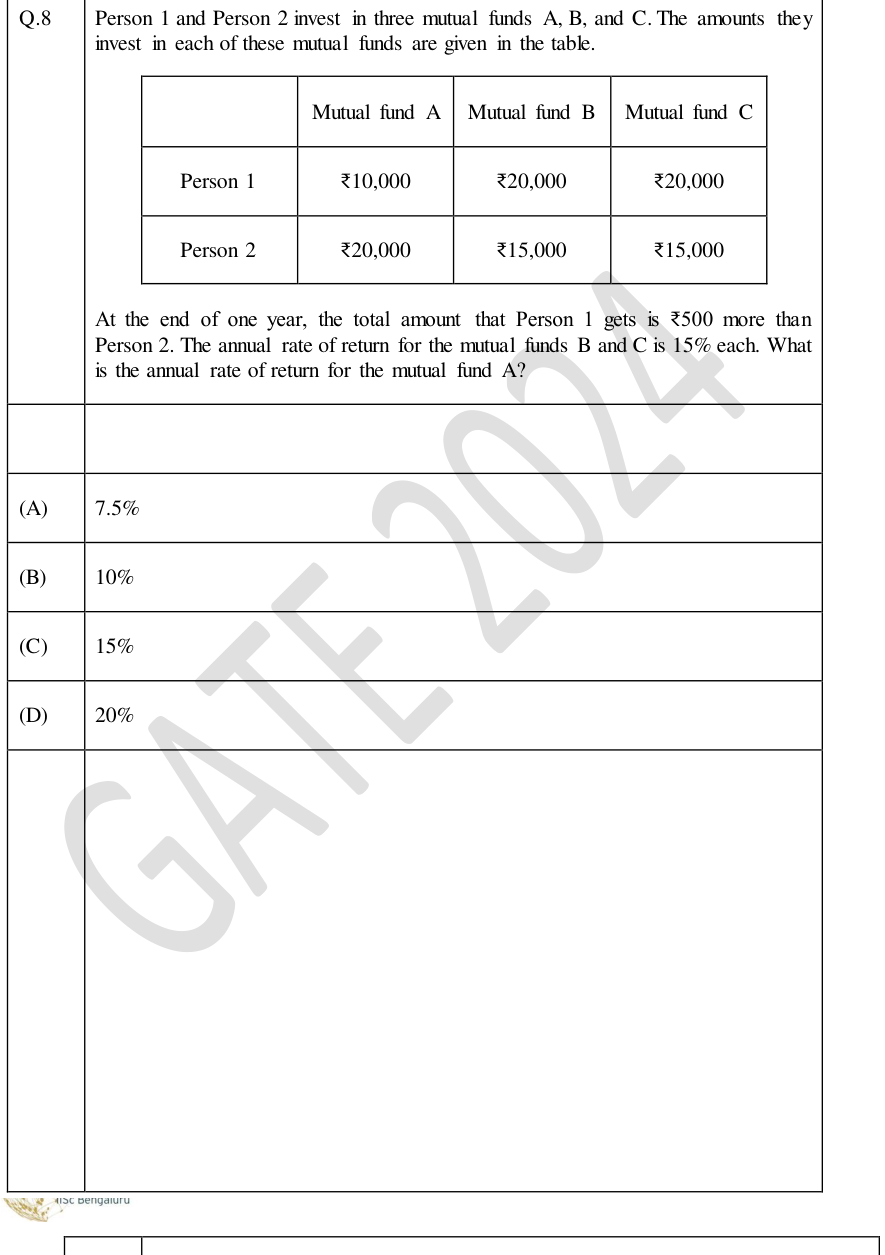 Q.8 Person 1 and Person 2 invest in three mutual funds A, B, and C. The amounts they
invest in each of these mutual funds are given in the table.
Mutual fund A Mutual fund B Mutual fund C
Person 1 ₹10,000 ₹20,000 ₹20,000
Person 2 ₹20,000 ₹15,000 ₹15,000
At the end of one year, the total amount that Person 1 gets is ₹500 more than
Person 2. The annual rate of return for the mutual funds B and C is 15% each. What
is the annual rate of return for the mutual fund A?
(A) 7.5%
(B) 10%
(C) 15%
(D) 20%
GATE 2024
IISc Bengaluru